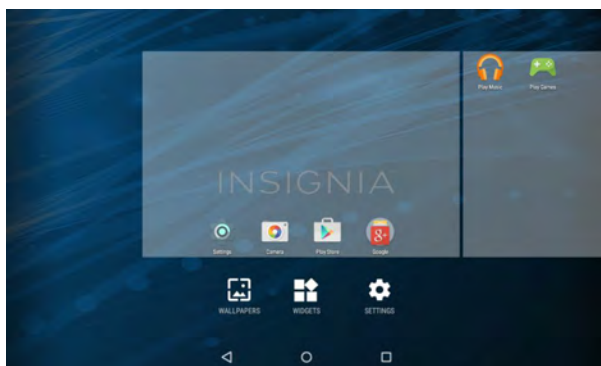 Play Music Play Games
INSIGNIA
Settings Camera Play Store Google
WALLPAPERS WIDGETS SETTINGS